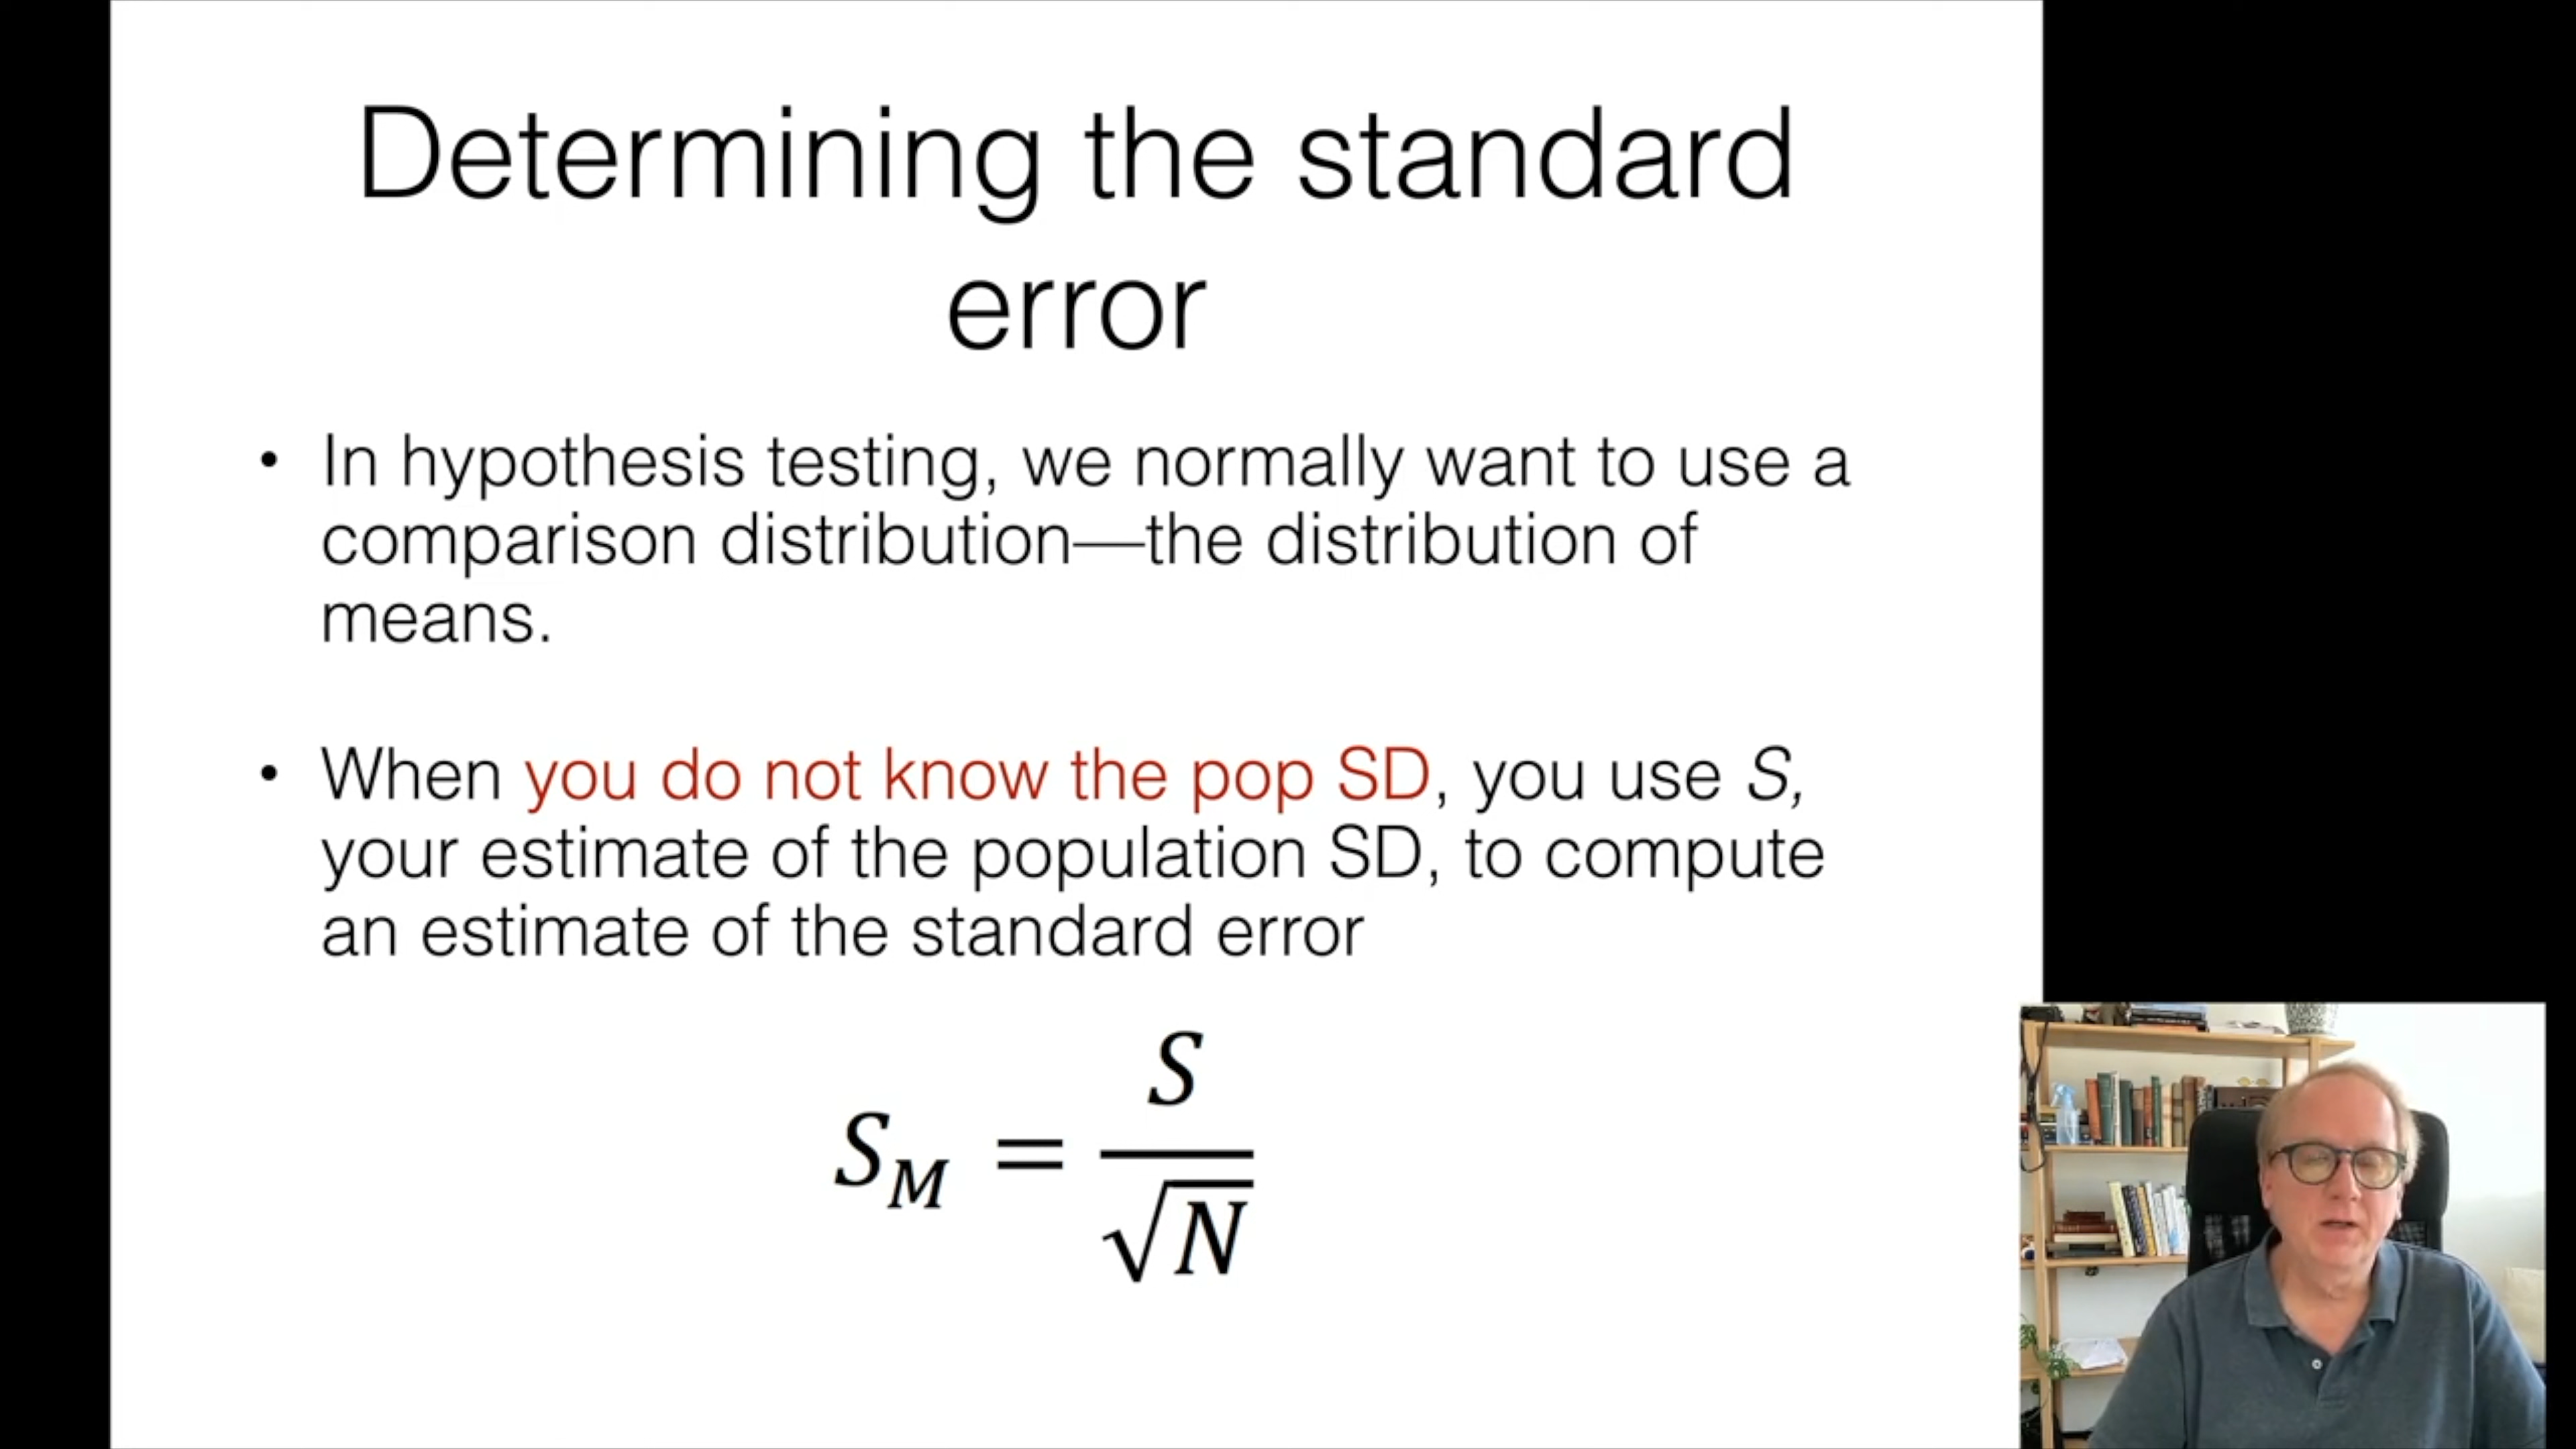 Determining the standard
error
• In hypothesis testing, we normally want to use a
comparison distribution—the distribution of
means.
• When you do not know the pop SD, you use S,
your estimate of the population SD, to compute
an estimate of the standard error
S_M = S / √N